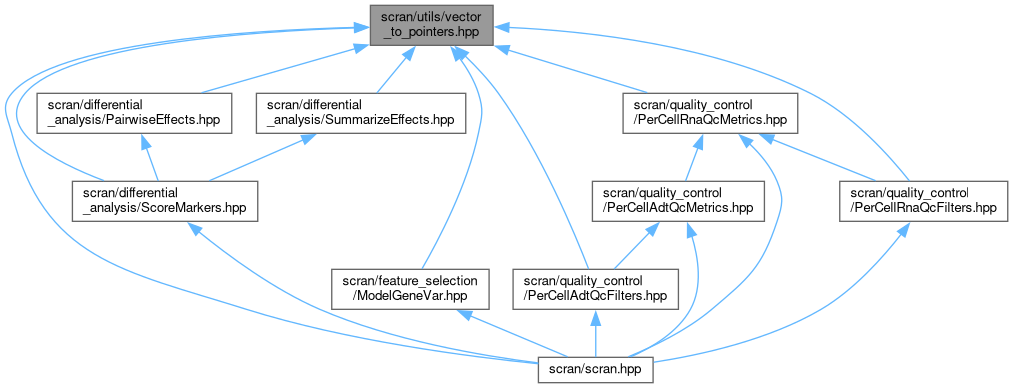 scran/utils/vector
_to_pointers.hpp
scran/differential
_analysis/PairwiseEffects.hpp
scran/differential
_analysis/SummarizeEffects.hpp
scran/quality_control
/PerCellRnaQcMetrics.hpp
scran/differential
_analysis/ScoreMarkers.hpp
scran/quality_control
/PerCellAdtQcMetrics.hpp
scran/quality_control
/PerCellRnaQcFilters.hpp
scran/feature_selection
/ModelGeneVar.hpp
scran/quality_control
/PerCellAdtQcFilters.hpp
scran/scran.hpp